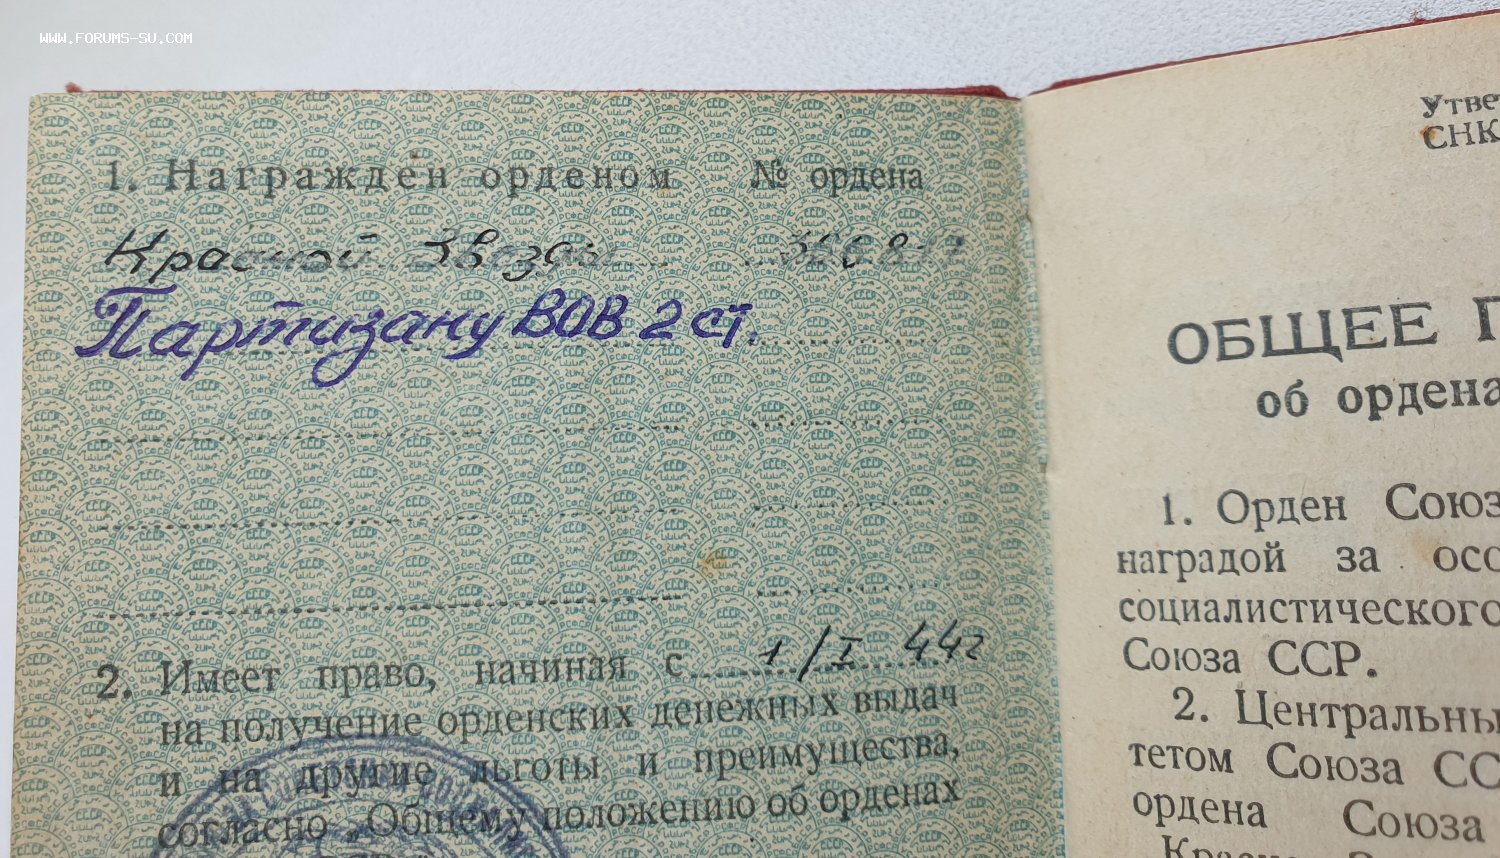 WWW.FORUMS-SU.COM
1. Награжден орденом № ордена
Красной Звезды
Партизану ВОВ 2 ст.
2. Имеет право, начиная с 1/I 44г
на получение орденских денежных выдач
и на другие льготы и преимущества,
согласно „Общему положению об орденах
Утве
СНК
ОБЩЕЕ П
об ордена
1. Орден Союз
наградой за осо
социалистического
Союза ССР.
2. Центральны
тетом Союза СС
ордена Союза